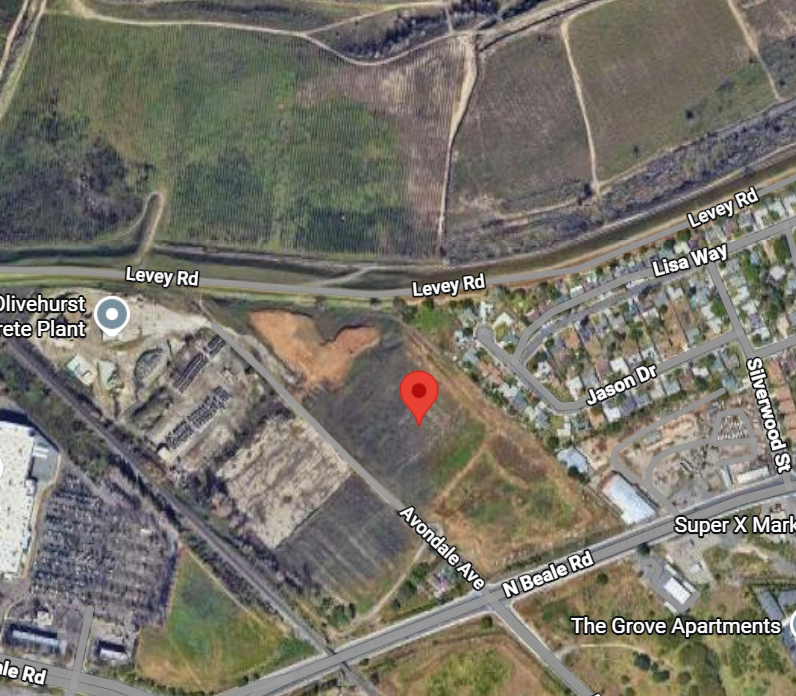 Levey Rd
Levey Rd
Levey Rd
Lisa Way
Olivehurst
rete Plant
Jason Dr
Silverwood St
Avondale Ave
N Beale Rd
Super X Mark
The Grove Apartments
ale Rd